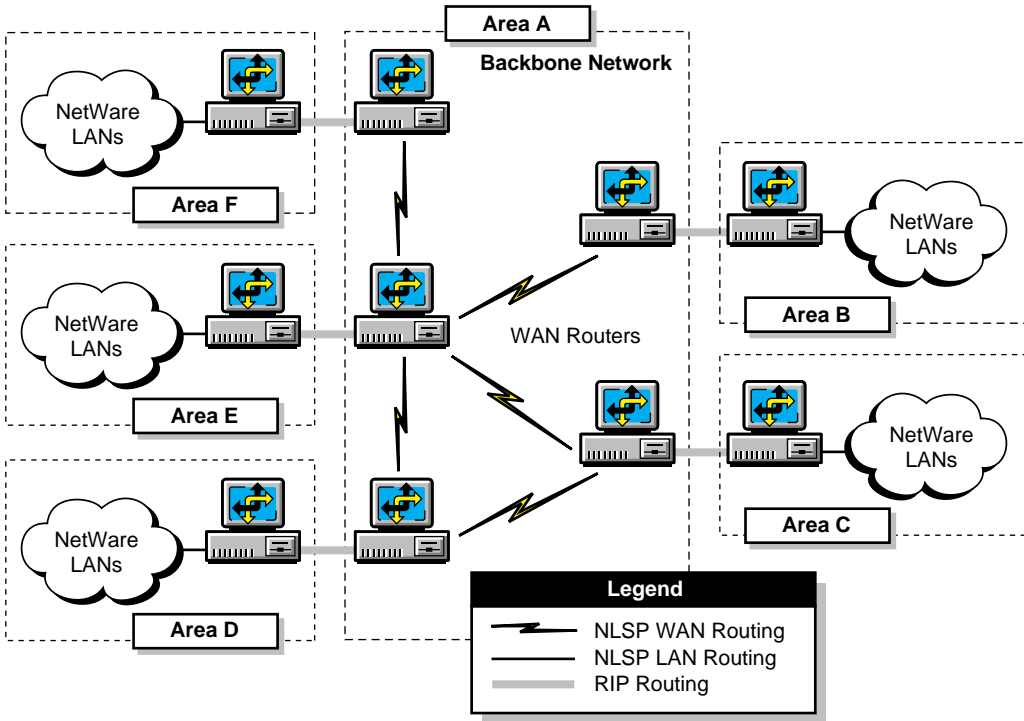 Area A
Backbone Network
NetWare
LANs
Area F
NetWare
LANs
Area B
NetWare
LANs
Area E
WAN Routers
NetWare
LANs
Area C
NetWare
LANs
Area D
Legend
NLSP WAN Routing
NLSP LAN Routing
RIP Routing